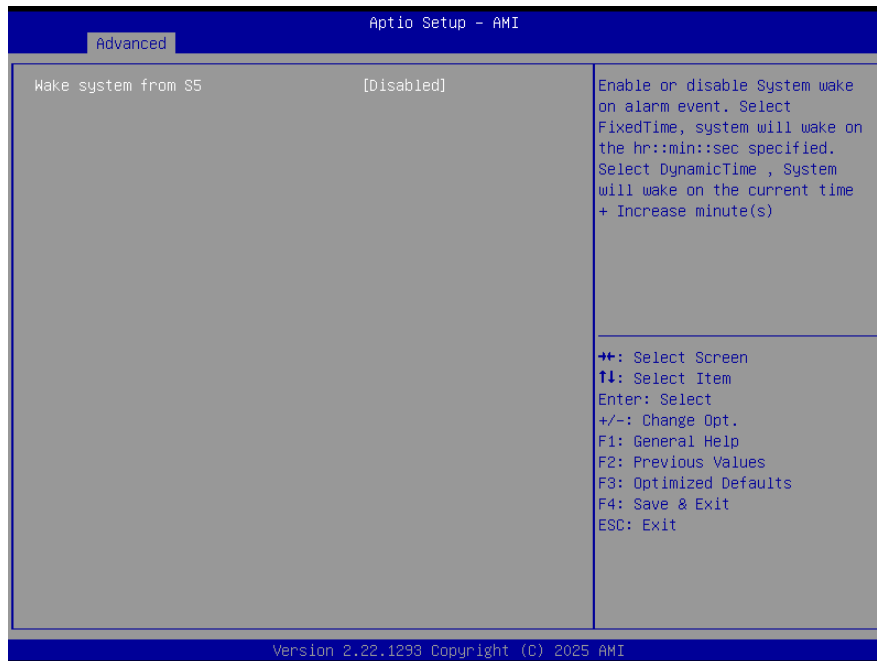 Aptio Setup - AMI
Advanced
Wake system from S5 [Disabled]
Enable or disable System wake
on alarm event. Select
FixedTime, system will wake on
the hr::min::sec specified.
Select DynamicTime , System
will wake on the current time
+ Increase minute(s)
→←: Select Screen
↑↓: Select Item
Enter: Select
+/-: Change Opt.
F1: General Help
F2: Previous Values
F3: Optimized Defaults
F4: Save & Exit
ESC: Exit
Version 2.22.1293 Copyright (C) 2025 AMI